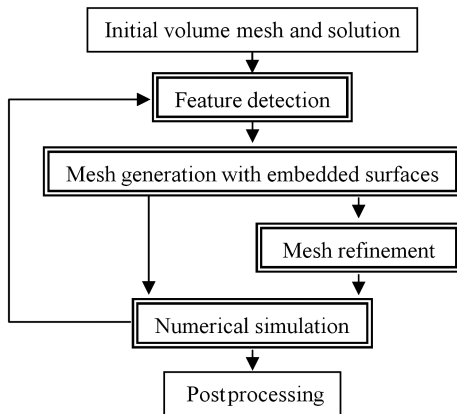 Initial volume mesh and solution
Feature detection
Mesh generation with embedded surfaces
Mesh refinement
Numerical simulation
Postprocessing